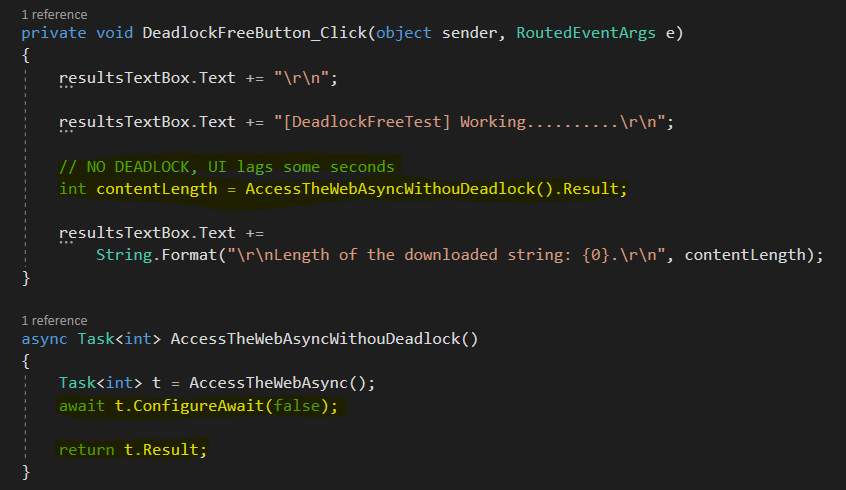 1 reference
private void DeadlockFreeButton_Click(object sender, RoutedEventArgs e)
{
resultsTextBox.Text += "\r\n";
resultsTextBox.Text += "[DeadlockFreeTest] Working..........\r\n";
// NO DEADLOCK, UI lags some seconds
int contentLength = AccessTheWebAsyncWithouDeadlock().Result;
resultsTextBox.Text +=
String.Format("\r\nLength of the downloaded string: {0}.\r\n", contentLength);
}
1 reference
async Task<int> AccessTheWebAsyncWithouDeadlock()
{
Task<int> t = AccessTheWebAsync();
await t.ConfigureAwait(false);
return t.Result;
}